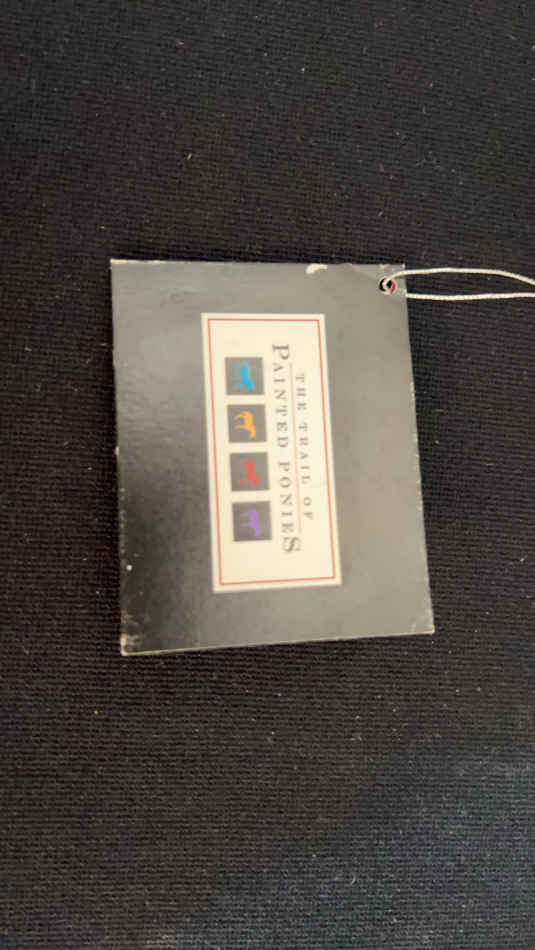 THE TRAIL OF
PAINTED PONIES